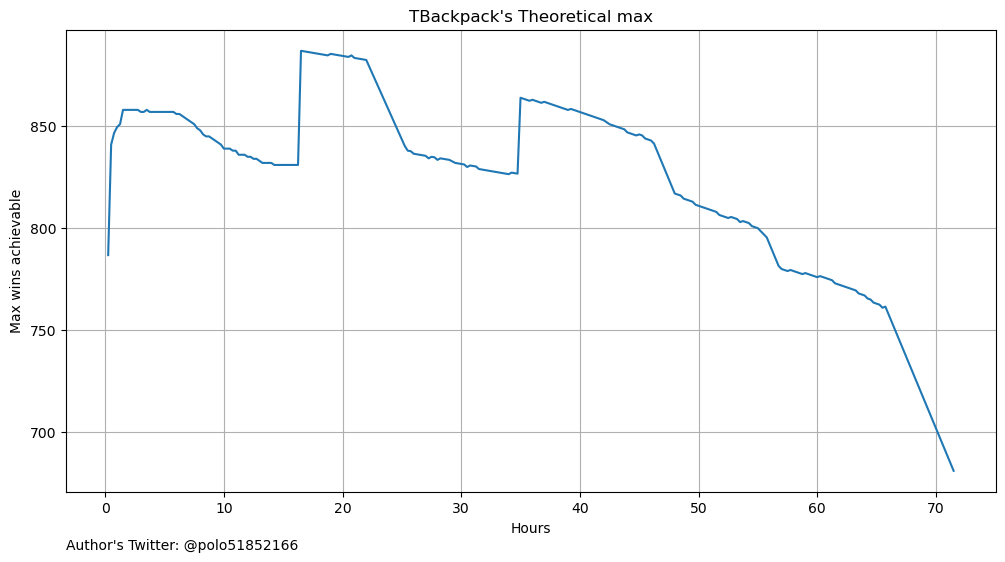 TBackpack's Theoretical max
Max wins achievable
850
800
750
700
0 10 20 30 40 50 60 70
Hours
Author's Twitter: @polo51852166